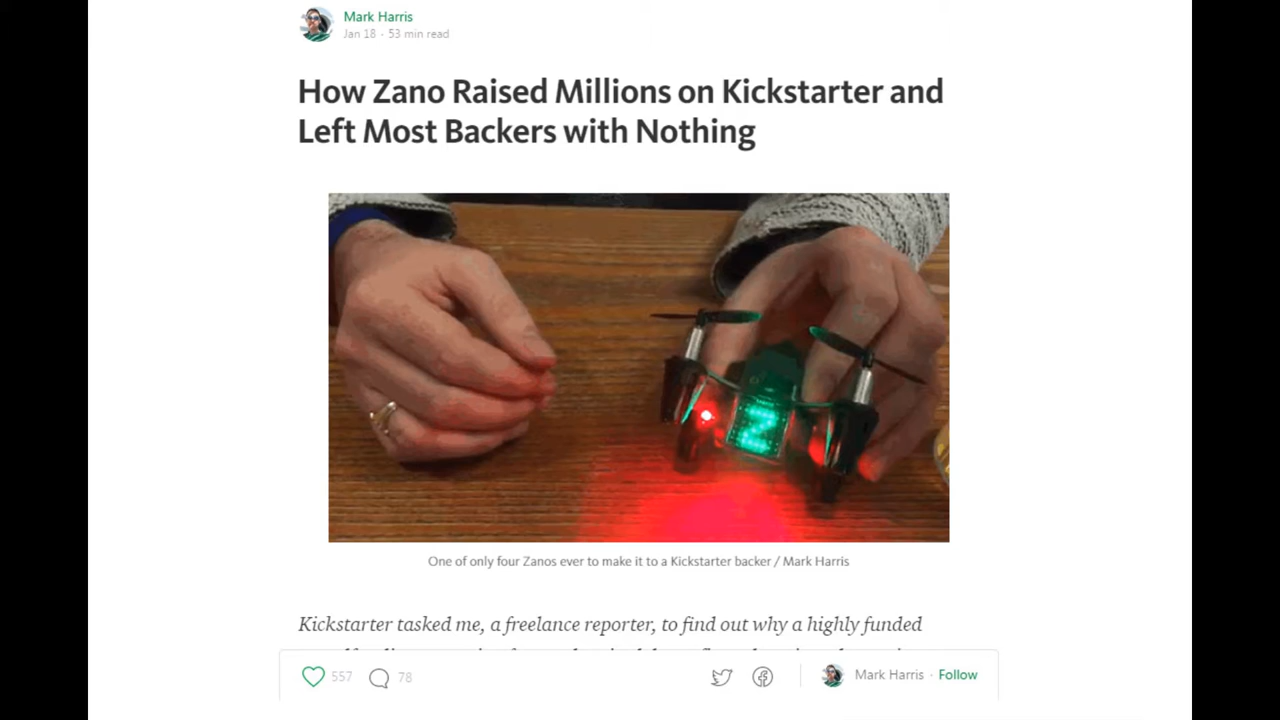 Mark Harris
Jan 18 · 53 min read
How Zano Raised Millions on Kickstarter and
Left Most Backers with Nothing
Z
One of only four Zanos ever to make it to a Kickstarter backer / Mark Harris
Kickstarter tasked me, a freelance reporter, to find out why a highly funded
557
78
Mark Harris · Follow